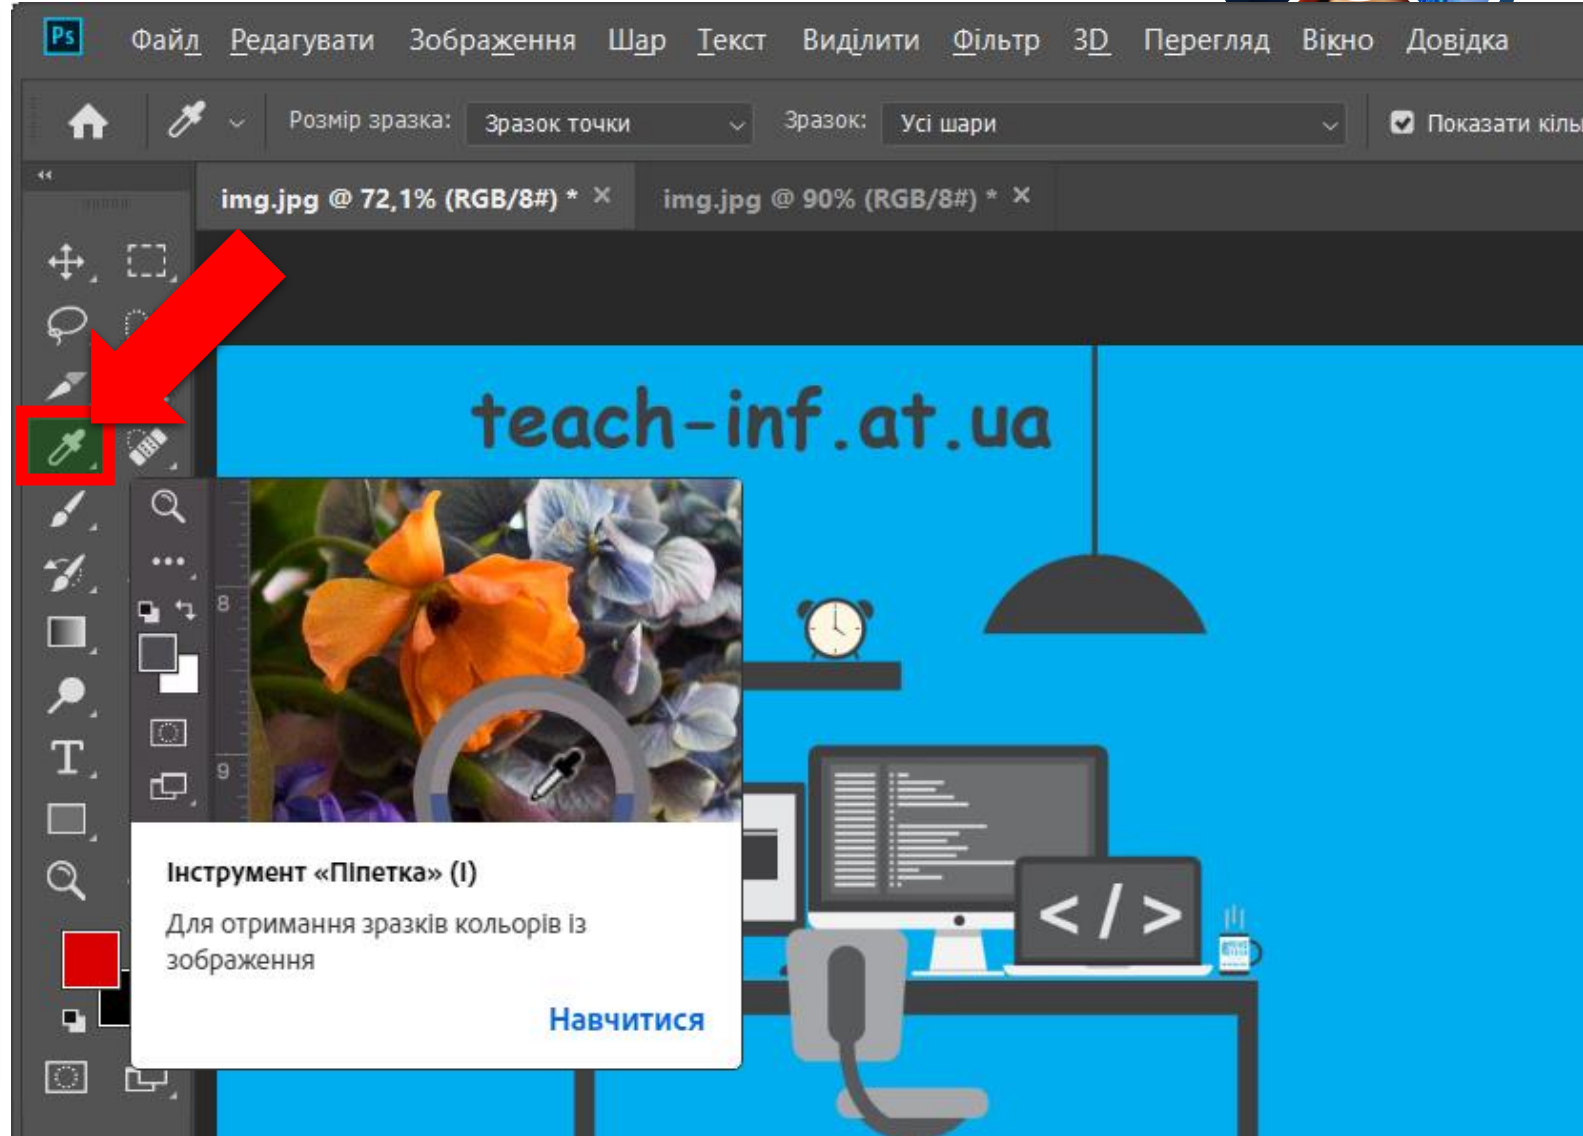 Ps Файл Редагувати Зображення Шар Текст Виділити Фільтр 3D Перегляд Вікно Довідка
Розмір зразка: Зразок точки Зразок: Усі шари Показати кіль
img.jpg @ 72,1% (RGB/8#) * × img.jpg @ 90% (RGB/8#) * ×
teach-inf.at.ua
8
9
T
</>
Інструмент «Піпетка» (I)
Для отримання зразків кольорів із
зображення
Навчитися